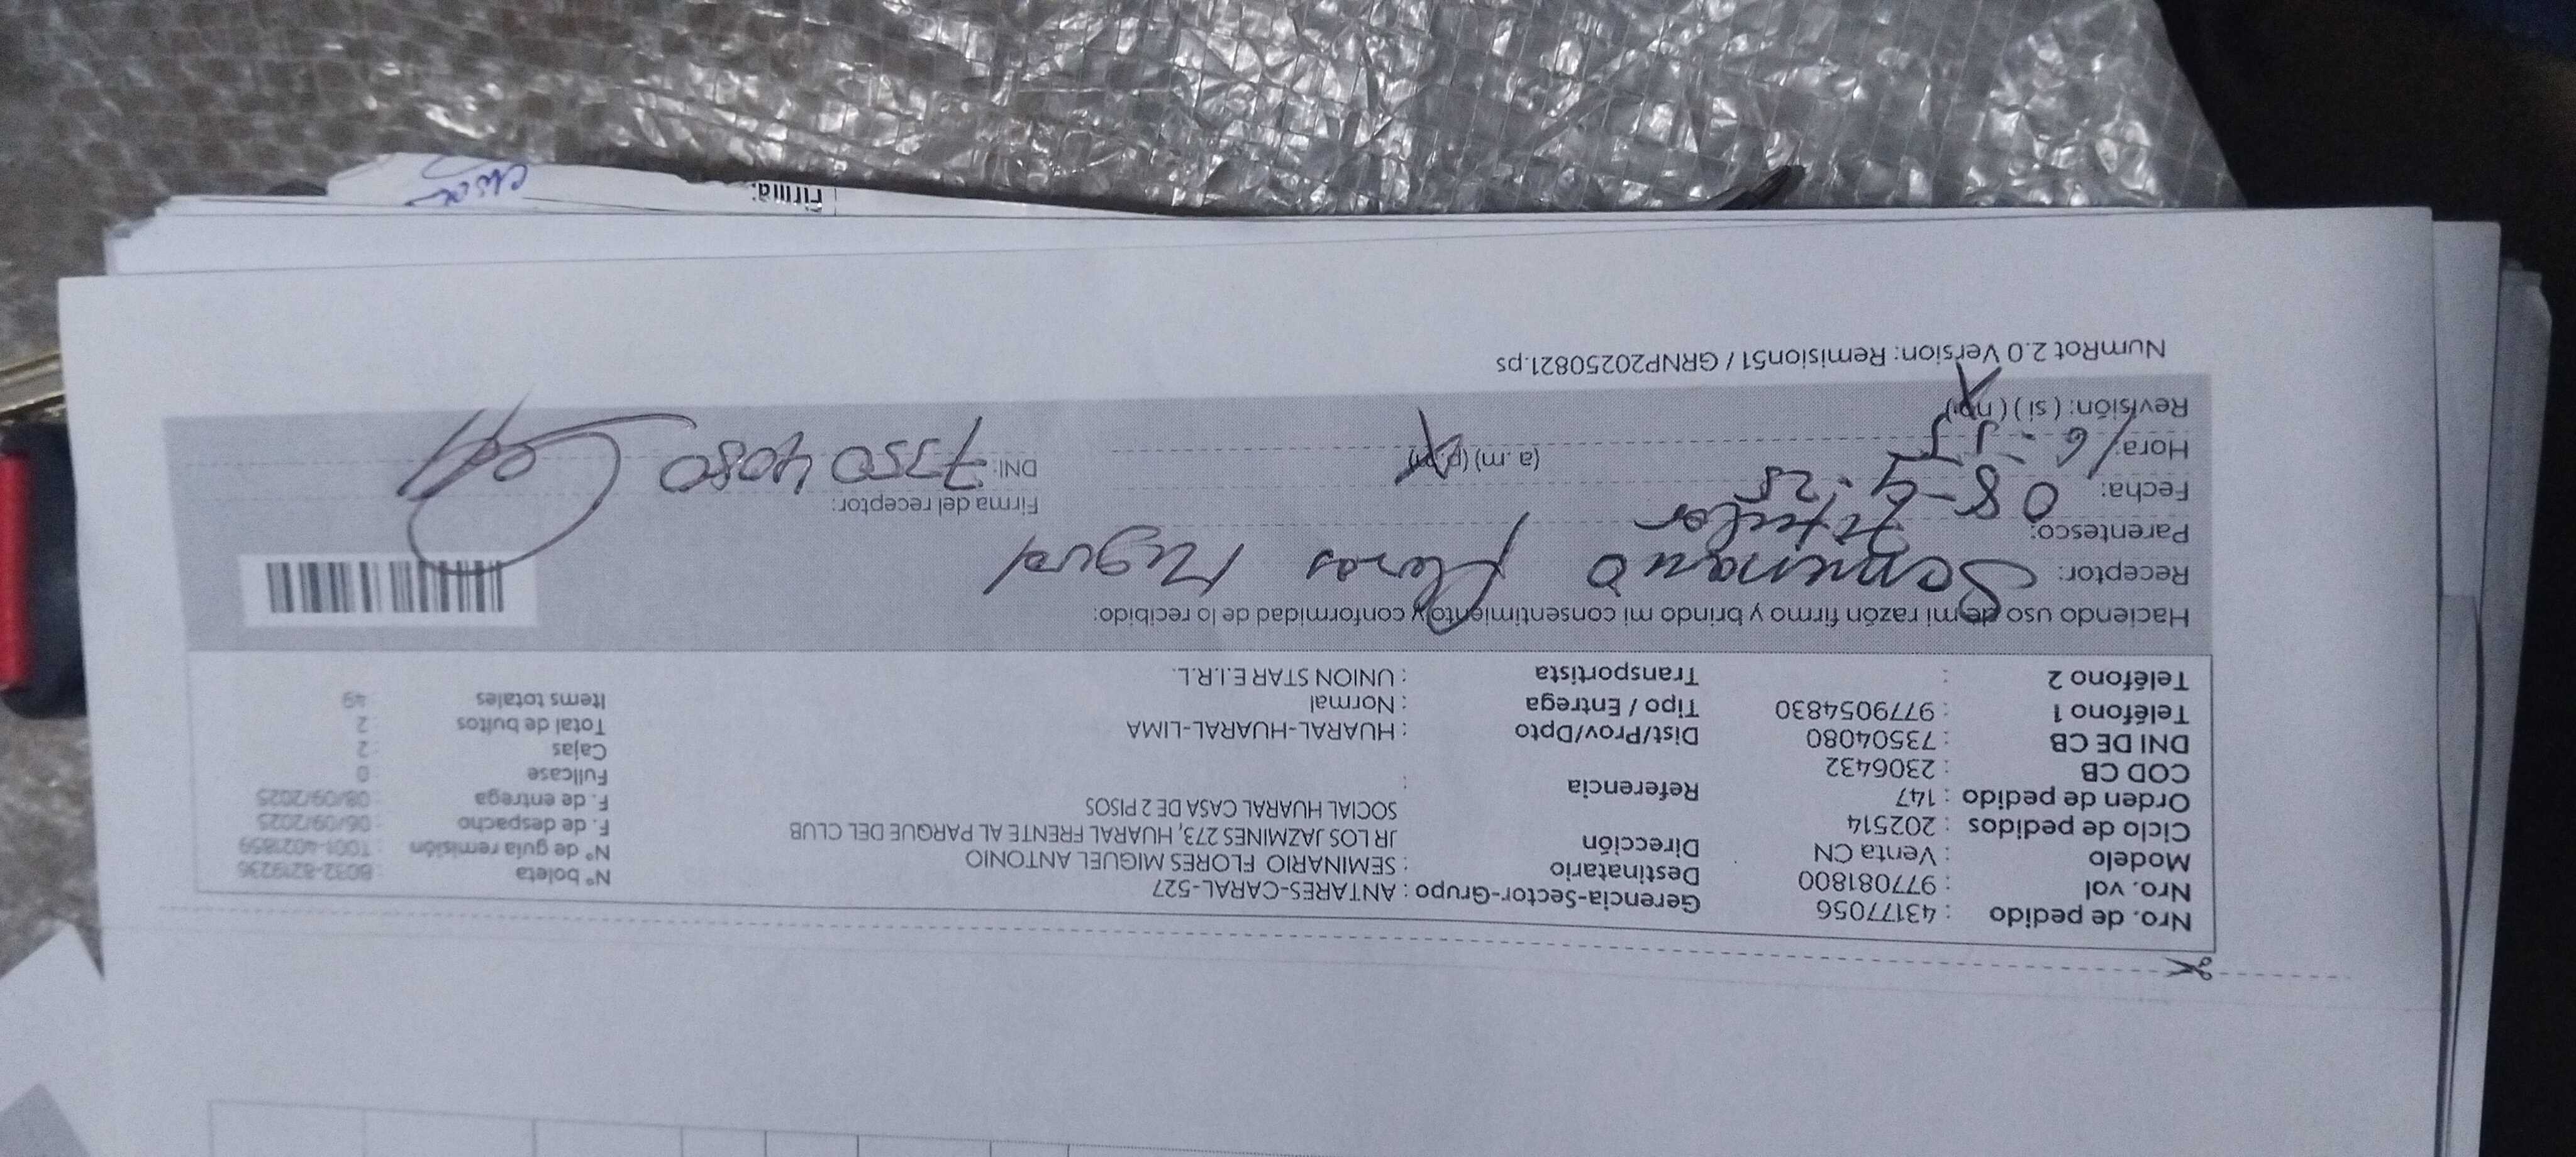 Nro. de pedido : 43177056
Nro. vol : 977081800
Modelo : Venta CN
Ciclo de pedidos : 202514
Orden de pedido : 147
COD CB : 2306432
DNI DE CB : 73504080
Teléfono 1 : 9779054830
Teléfono 2 :
Gerencia-Sector-Grupo : ANTARES-CARAL-527
Destinatario : SEMINARIO FLORES MIGUEL ANTONIO
Dirección JR LOS JAZMINES 273, HUARAL FRENTE AL PARQUE DEL CLUB
SOCIAL HUARAL CASA DE 2 PISOS
Referencia :
Dist/Prov/Dpto : HUARAL-HUARAL-LIMA
Tipo / Entrega : Normal
Transportista : UNION STAR E.I.R.L.
N° boleta : B032-8219236
N° de guía remisión : T001-4021859
F. de despacho : 06/09/2025
F. de entrega : 08/09/2025
Fullcase : 0
Cajas : 2
Total de bultos : 2
Items totales : 49
Haciendo uso de mi razón firmo y brindo mi consentimiento y conformidad de lo recibido:
Receptor: Seminario Flores Miguel
Parentesco: Titular
Fecha: 08-9-25
Hora: 16:55 (a.m) (p.m)
Revisión: (si) (no)
Firma del receptor:
DNI: 73504080
NumRot 2.0 Version: Remision51 / GRNP20250821.ps
Firma: